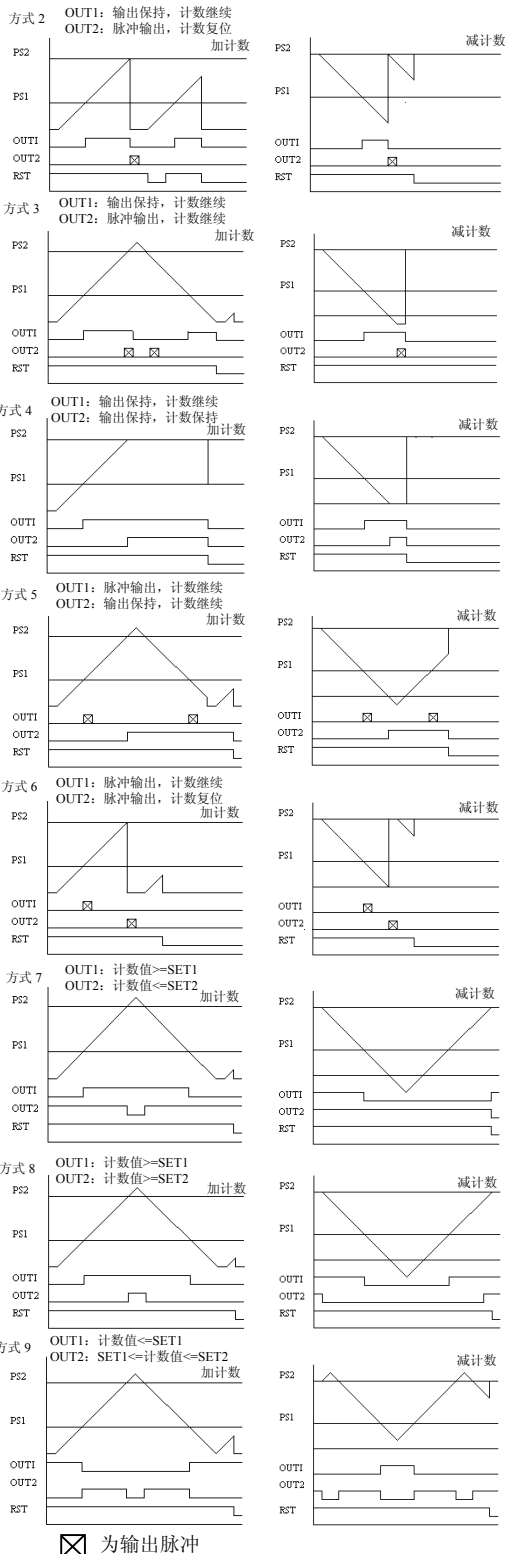 方式 2
OUT1：输出保持，计数继续
OUT2：脉冲输出，计数复位
加计数
PS2
PS1
OUT1
OUT2
RST
减计数
PS2
PS1
OUT1
OUT2
RST
方式 3
OUT1：输出保持，计数继续
OUT2：脉冲输出，计数继续
加计数
PS2
PS1
OUT1
OUT2
RST
减计数
PS2
PS1
OUT1
OUT2
RST
方式 4
OUT1：输出保持，计数继续
OUT2：输出保持，计数保持
加计数
PS2
PS1
OUT1
OUT2
RST
减计数
PS2
PS1
OUT1
OUT2
RST
方式 5
OUT1：脉冲输出，计数继续
OUT2：输出保持，计数继续
加计数
PS2
PS1
OUT1
OUT2
RST
减计数
PS2
PS1
OUT1
OUT2
RST
方式 6
OUT1：脉冲输出，计数继续
OUT2：脉冲输出，计数复位
加计数
PS2
PS1
OUT1
OUT2
RST
减计数
PS2
PS1
OUT1
OUT2
RST
方式 7
OUT1：计数值>=SET1
OUT2：计数值<=SET2
加计数
PS2
PS1
OUT1
OUT2
RST
减计数
PS2
PS1
OUT1
OUT2
RST
方式 8
OUT1：计数值>=SET1
OUT2：计数值>=SET2
加计数
PS2
PS1
OUT1
OUT2
RST
减计数
PS2
PS1
OUT1
OUT2
RST
方式 9
OUT1：计数值<=SET1
OUT2：SET1<=计数值<=SET2
加计数
PS2
PS1
OUT1
OUT2
RST
减计数
PS2
PS1
OUT1
OUT2
RST
为输出脉冲